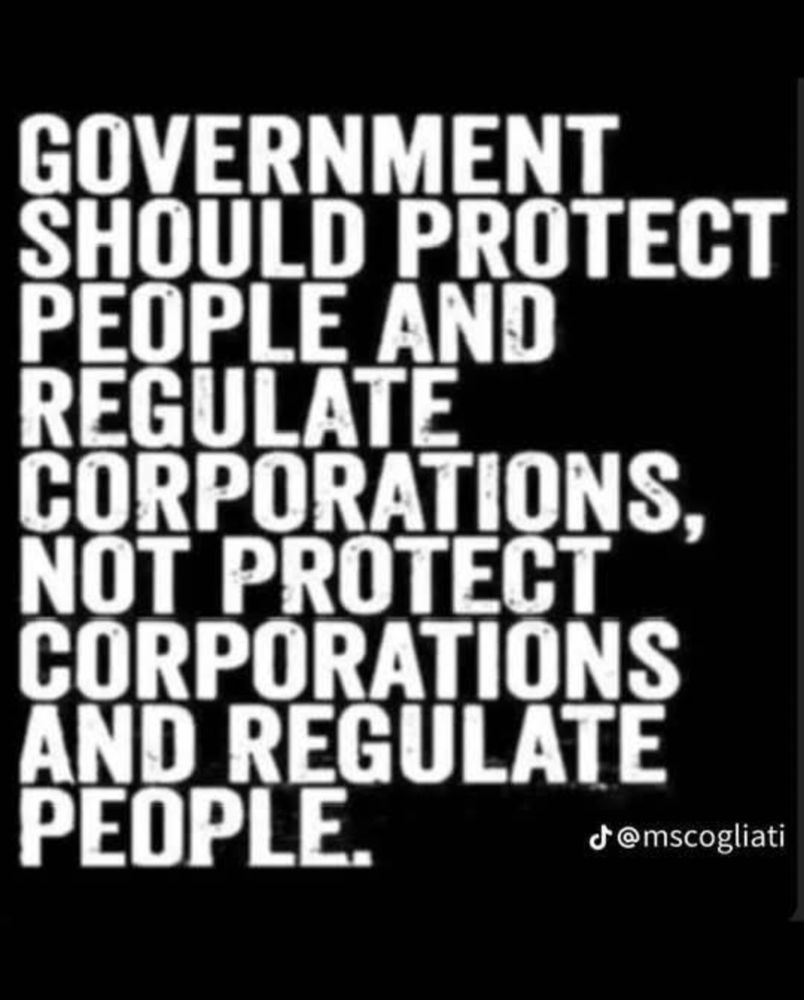 GOVERNMENT
SHOULD PROTECT
PEOPLE AND
REGULATE
CORPORATIONS,
NOT PROTECT
CORPORATIONS
AND REGULATE
PEOPLE.
@mscogliati